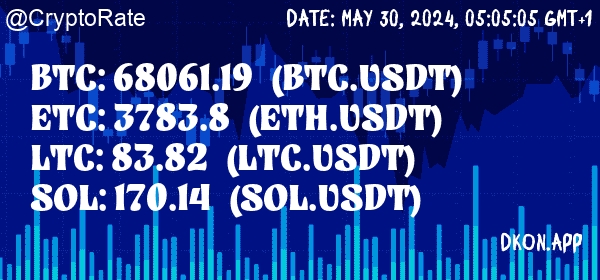 @CryptoRate
DATE: MAY 30, 2024, 05:05:05 GMT+1
BTC: 68061.19 (BTC.USDT)
ETC: 3783.8 (ETH.USDT)
LTC: 83.82 (LTC.USDT)
SOL: 170.14 (SOL.USDT)
DKON.APP